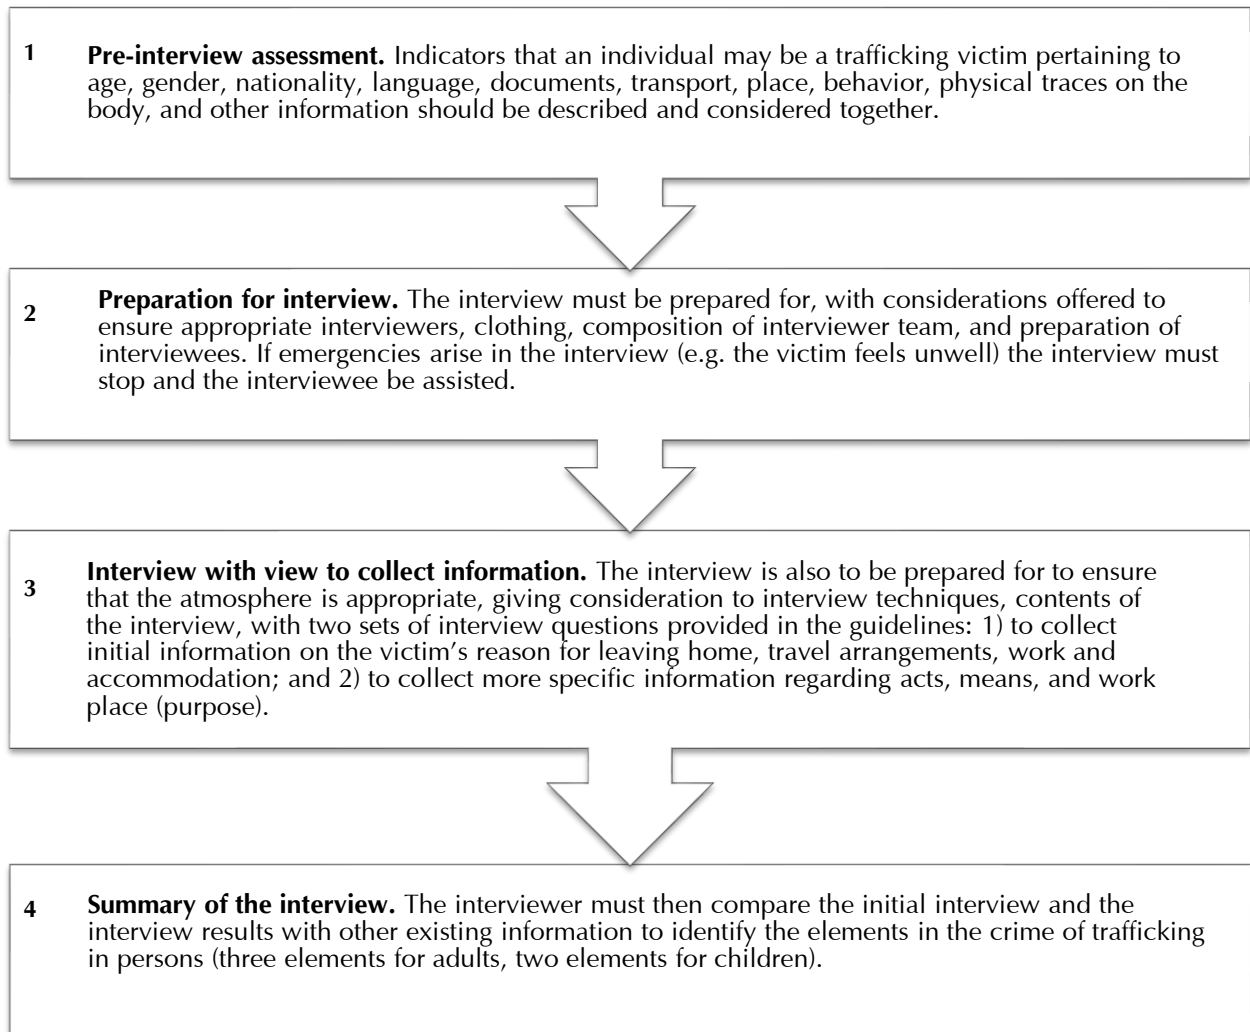 1 Pre-interview assessment. Indicators that an individual may be a trafficking victim pertaining to
age, gender, nationality, language, documents, transport, place, behavior, physical traces on the
body, and other information should be described and considered together.
2 Preparation for interview. The interview must be prepared for, with considerations offered to
ensure appropriate interviewers, clothing, composition of interviewer team, and preparation of
interviewees. If emergencies arise in the interview (e.g. the victim feels unwell) the interview must
stop and the interviewee be assisted.
3 Interview with view to collect information. The interview is also to be prepared for to ensure
that the atmosphere is appropriate, giving consideration to interview techniques, contents of
the interview, with two sets of interview questions provided in the guidelines: 1) to collect
initial information on the victim's reason for leaving home, travel arrangements, work and
accommodation; and 2) to collect more specific information regarding acts, means, and work
place (purpose).
4 Summary of the interview. The interviewer must then compare the initial interview and the
interview results with other existing information to identify the elements in the crime of trafficking
in persons (three elements for adults, two elements for children).